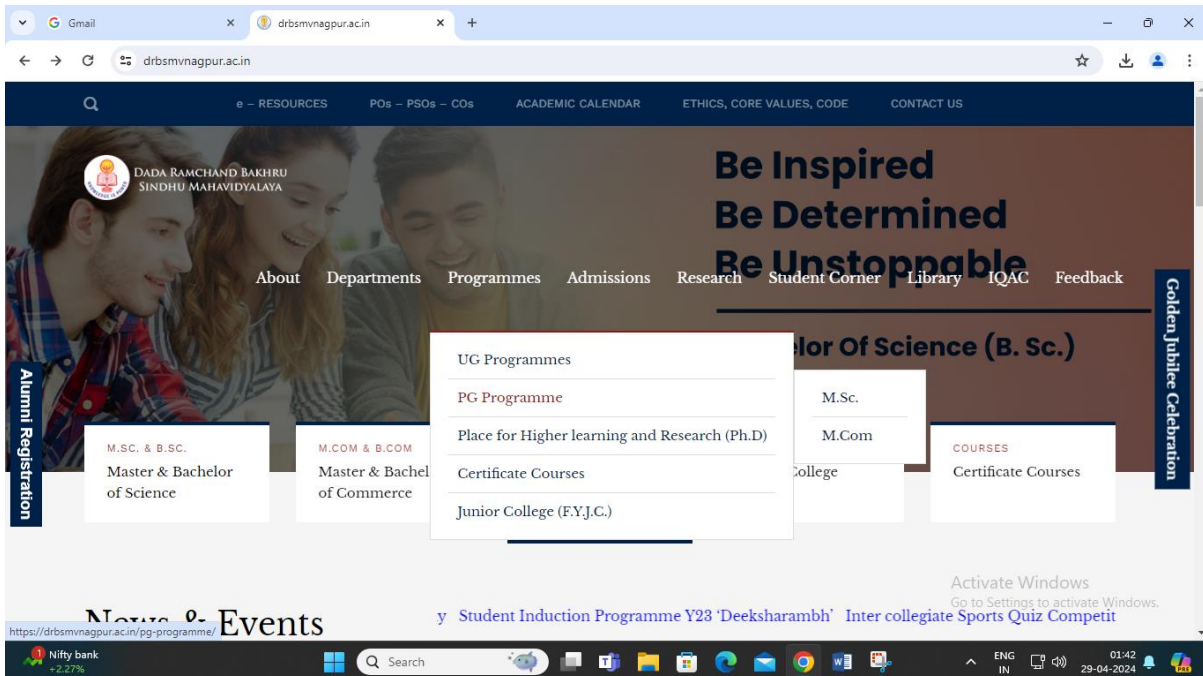 Gmail
drbsmvnagpur.ac.in
drbsmvnagpur.ac.in
e – RESOURCES
POs – PSOs – COs
ACADEMIC CALENDAR
ETHICS, CORE VALUES, CODE
CONTACT US
DADA RAMCHAND BAKHRU
SINDHU MAHAVIDYALAYA
Be Inspired
Be Determined
Be Unstoppable
About
Departments
Programmes
Admissions
Research
Student Corner
Library
IQAC
Feedback
lor Of Science (B. Sc.)
UG Programmes
PG Programme
Place for Higher learning and Research (Ph.D)
Certificate Courses
Junior College (F.Y.J.C.)
M.Sc.
M.Com
Alumni Registration
Golden Jubilee Celebration
M.SC. & B.SC.
Master & Bachelor
of Science
M.COM & B.COM
Master & Bachel
of Commerce
College
COURSES
Certificate Courses
News & Events
y Student Induction Programme Y23 ‘Deeksharambh’ Inter collegiate Sports Quiz Competit
Activate Windows
Go to Settings to activate Windows.
https://drbsmvnagpur.ac.in/pg-programme/
1
Nifty bank
+2.27%
Search
ENG
IN
01:42
29-04-2024
PRE